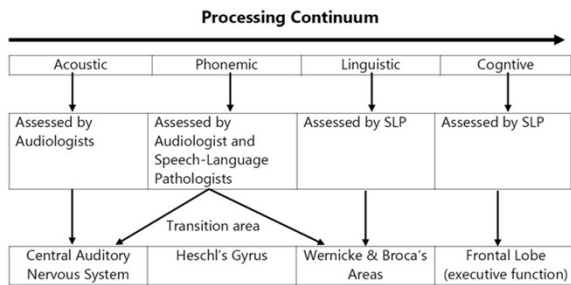 Processing Continuum
Acoustic Phonemic Linguistic Cogntive
Assessed by
Audiologists
Assessed by
Audiologist and
Speech-Language
Pathologists
Assessed by SLP
Assessed by SLP
Transition area
Central Auditory
Nervous System
Heschl's Gyrus
Wernicke & Broca's
Areas
Frontal Lobe
(executive function)